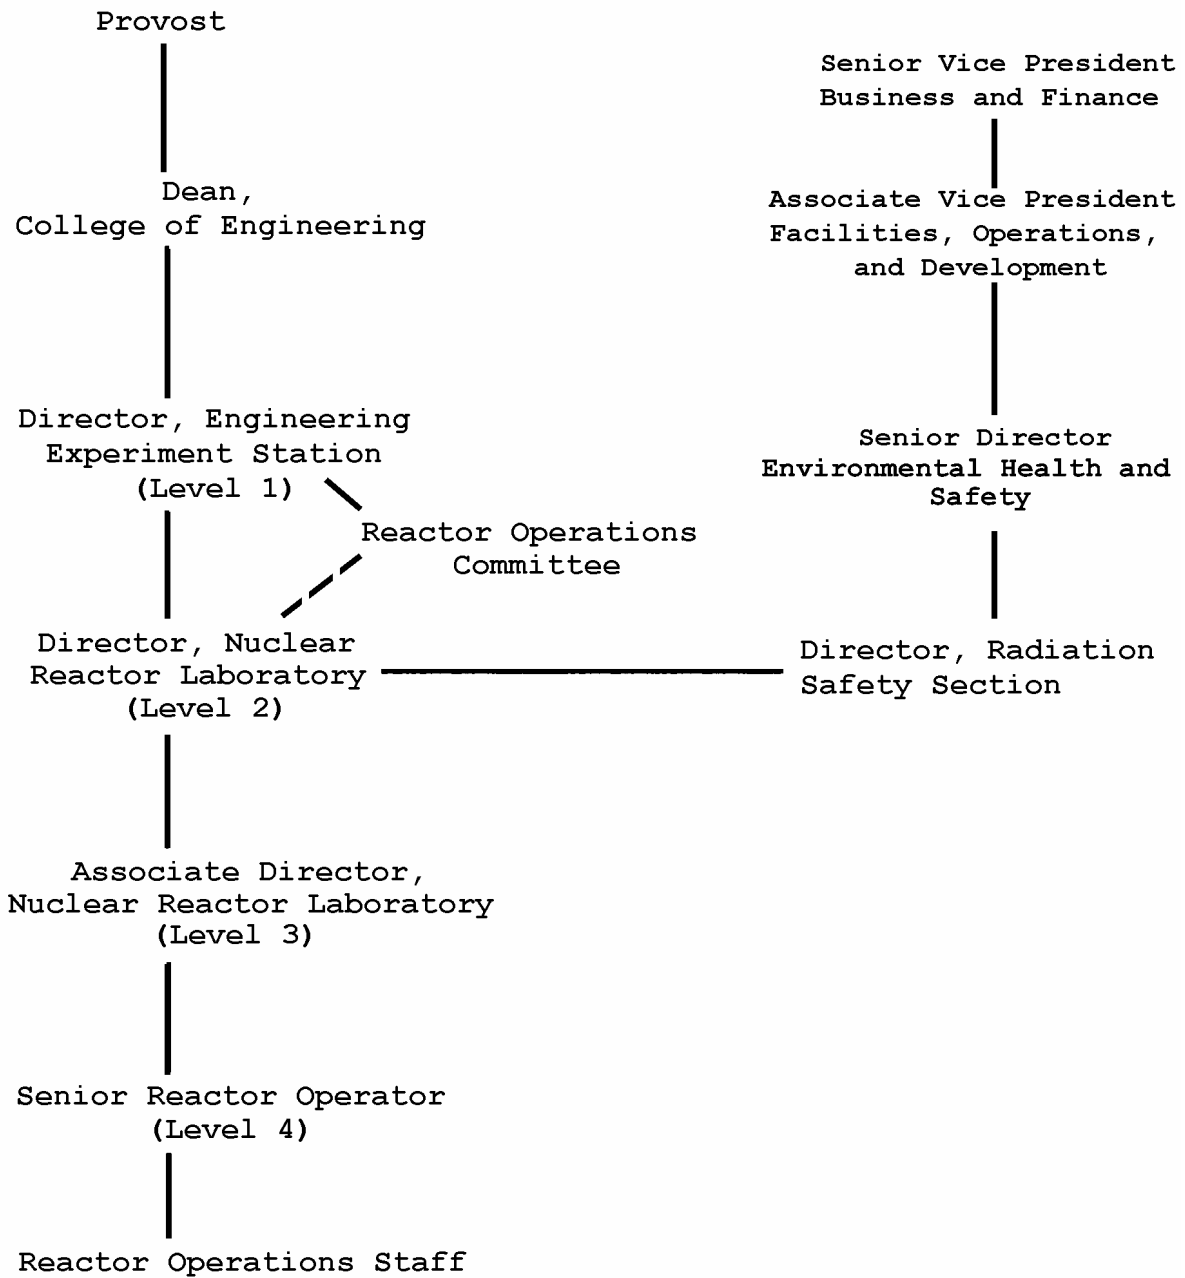 Provost
Senior Vice President
Business and Finance
Dean,
College of Engineering
Associate Vice President
Facilities, Operations,
and Development
Director, Engineering
Experiment Station
(Level 1)
Senior Director
Environmental Health and
Safety
Reactor Operations
Committee
Director, Nuclear
Reactor Laboratory
(Level 2)
Director, Radiation
Safety Section
Associate Director,
Nuclear Reactor Laboratory
(Level 3)
Senior Reactor Operator
(Level 4)
Reactor Operations Staff